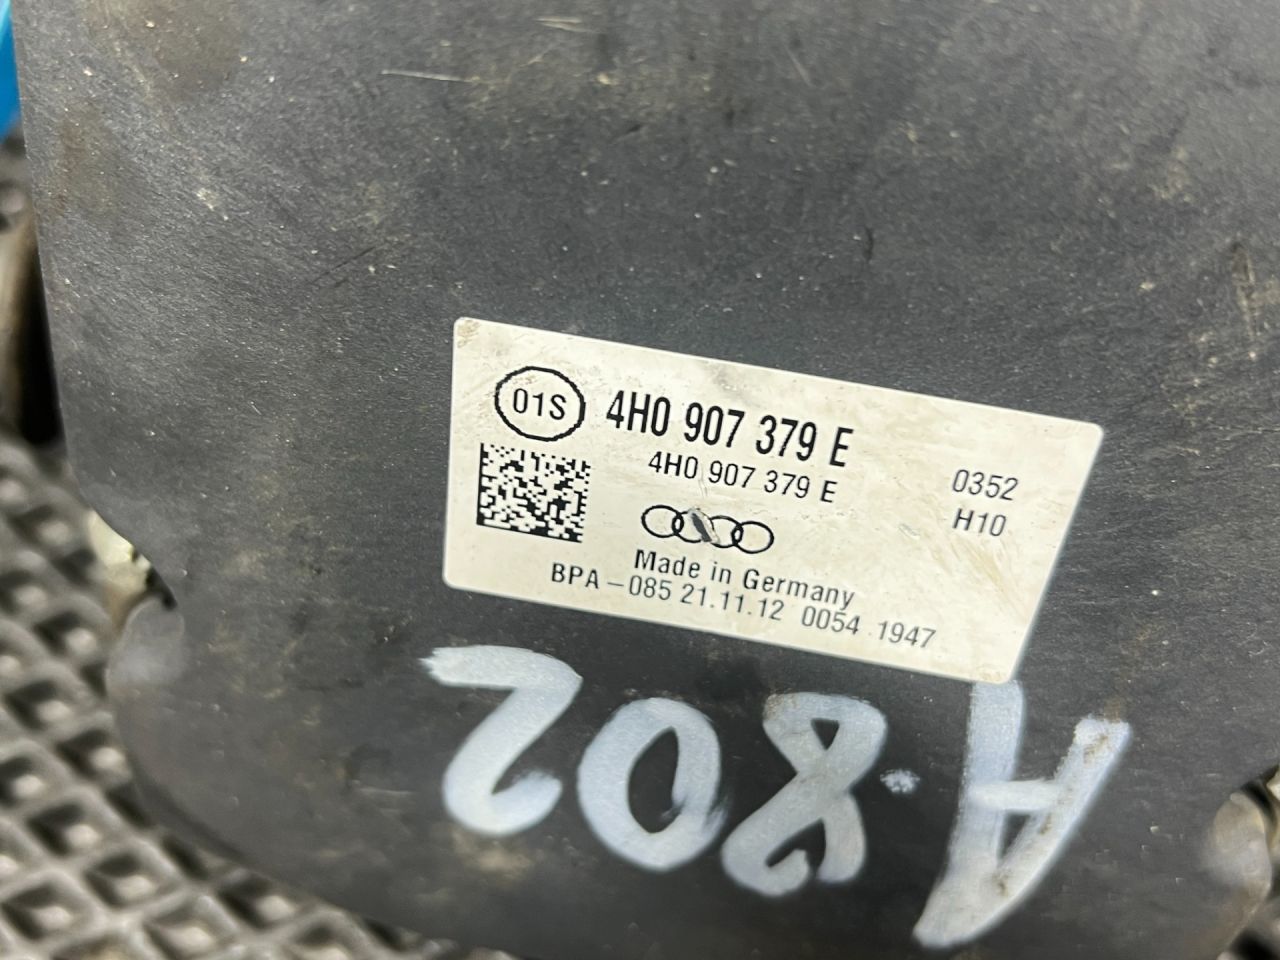 01S 4H0 907 379 E
4H0 907 379 E
0352
H10
Made in Germany
BPA-085 21.11.12 0054 1947
A.802